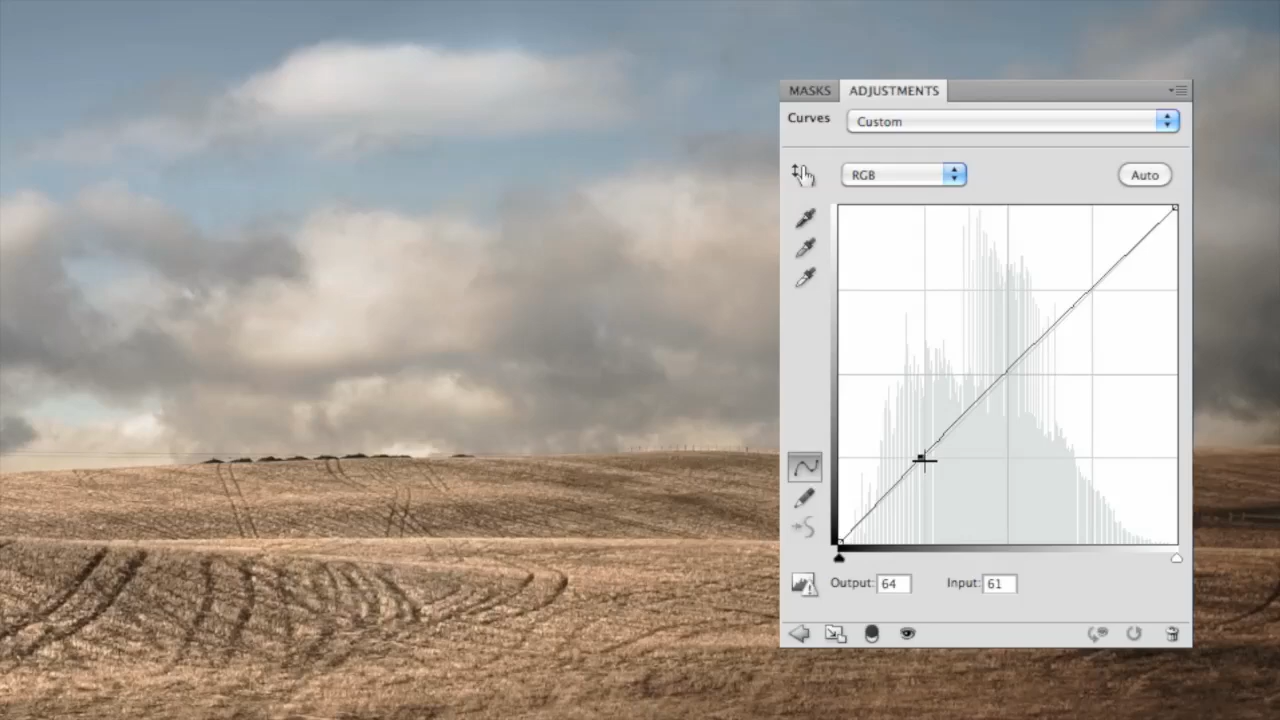 MASKS ADJUSTMENTS
Curves Custom
RGB Auto
Output: 64 Input: 61